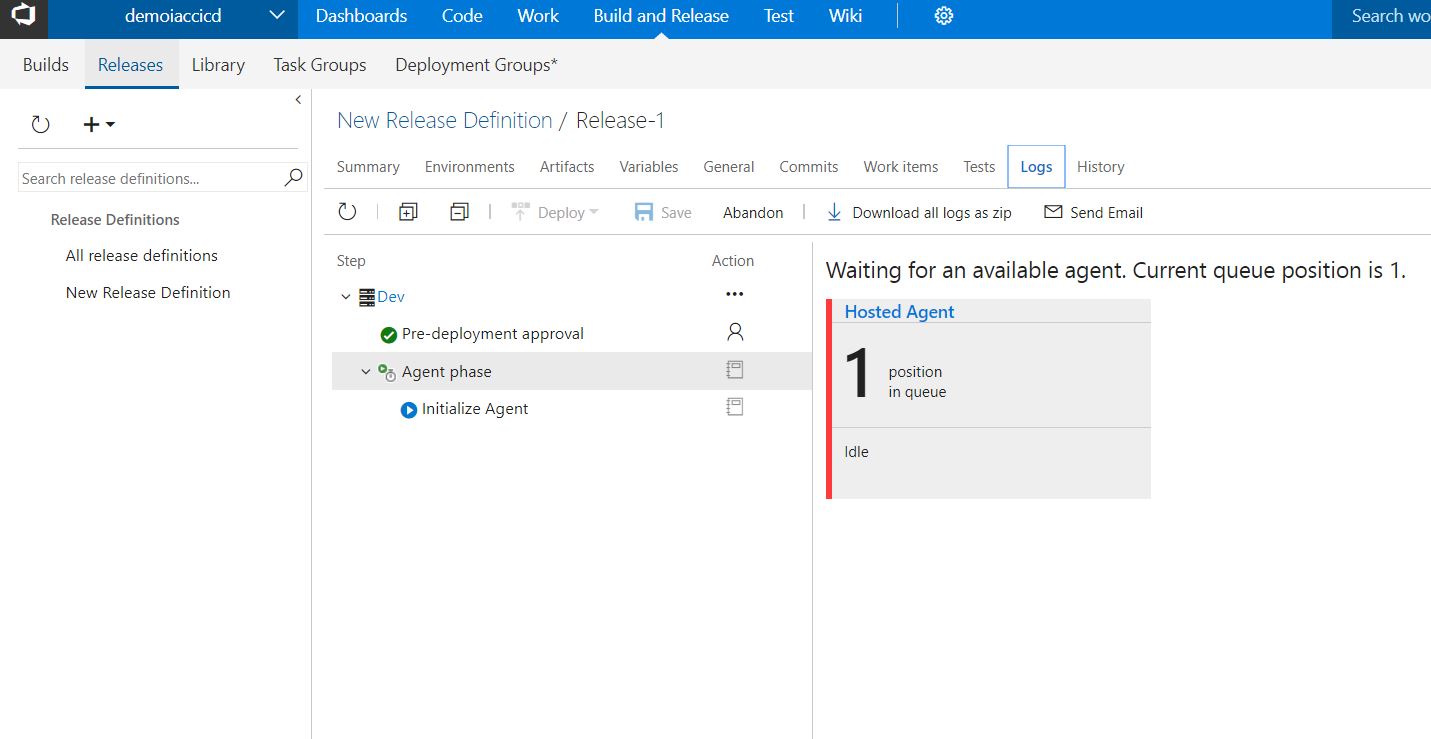 demoiaccicd Dashboards Code Work Build and Release Test Wiki Search wo
Builds Releases Library Task Groups Deployment Groups*
New Release Definition / Release-1
Summary Environments Artifacts Variables General Commits Work items Tests Logs History
Search release definitions...
Deploy Save Abandon Download all logs as zip Send Email
Release Definitions
All release definitions
New Release Definition
Step Action
Dev ...
Pre-deployment approval
Agent phase
Initialize Agent
Waiting for an available agent. Current queue position is 1.
Hosted Agent
1 position
in queue
Idle